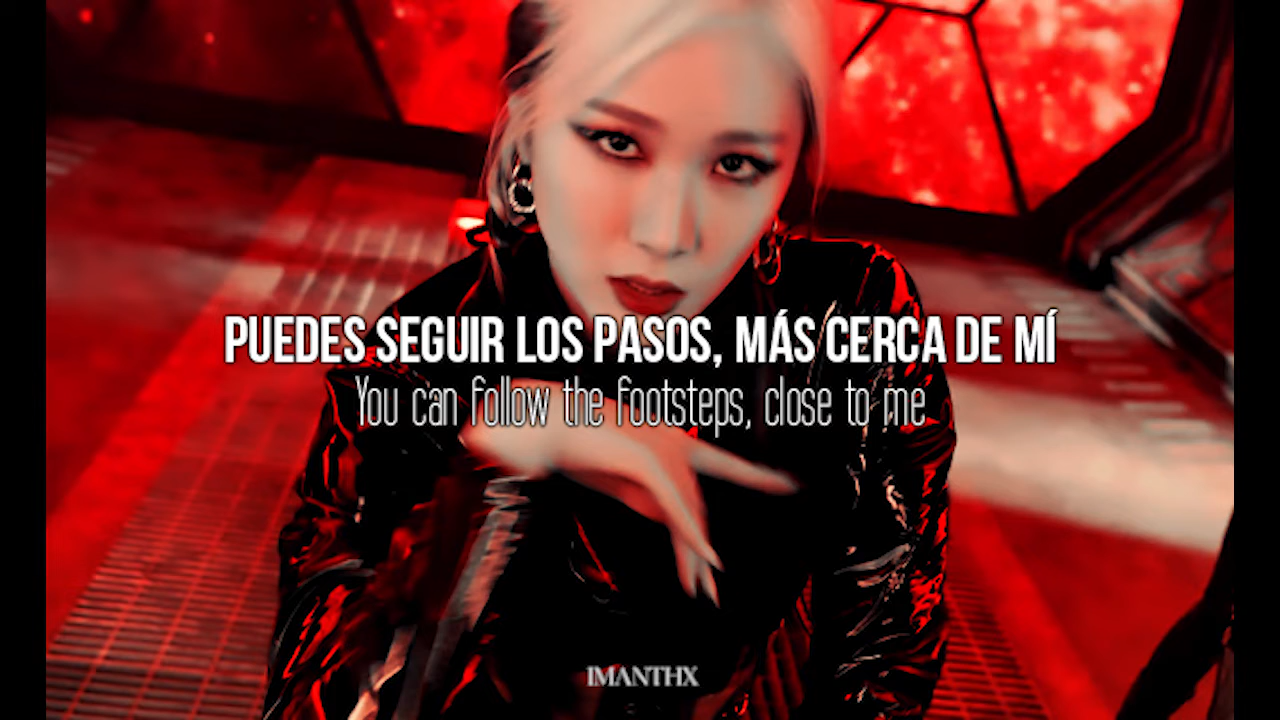 PUEDES SEGUIR LOS PASOS, MÁS CERCA DE MÍ
You can follow the footsteps, close to me
IMANTHX